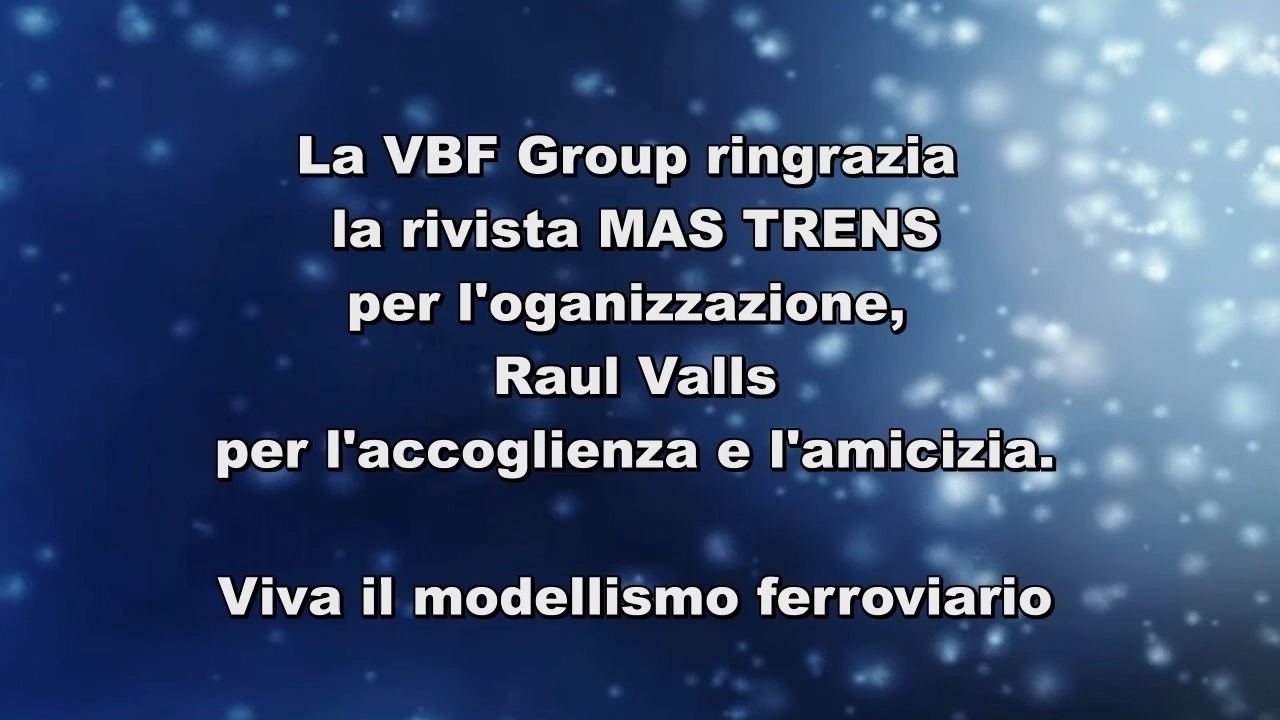 La VBF Group ringrazia
la rivista MAS TRENS
per l'oganizzazione,
Raul Valls
per l'accoglienza e l'amicizia.
Viva il modellismo ferroviario